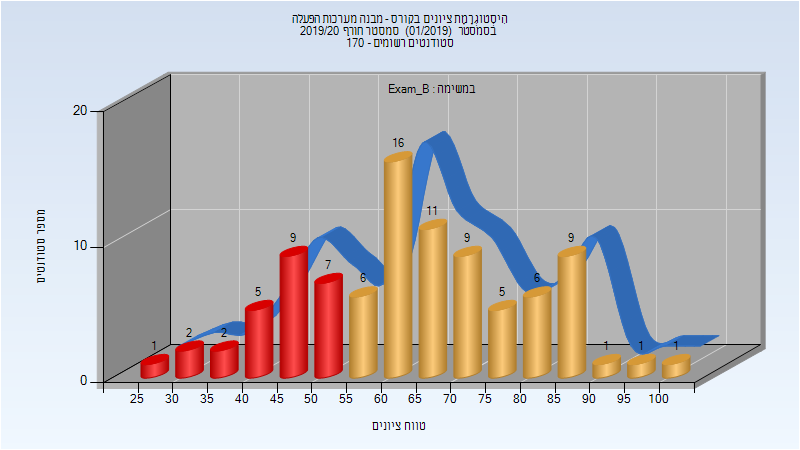 היסטוגרמת ציונים בקורס - מבנה מערכות הפעלה
בסמסטר (01/2019) סמסטר חורף 2019/20
סטודנטים רשומים - 170
במשימה : Exam_B
מספר סטודנטים
20
10
0
1
2
2
5
9
7
6
16
11
9
5
6
9
1
1
1
25 30 35 40 45 50 55 60 65 70 75 80 85 90 95 100
טווח ציונים